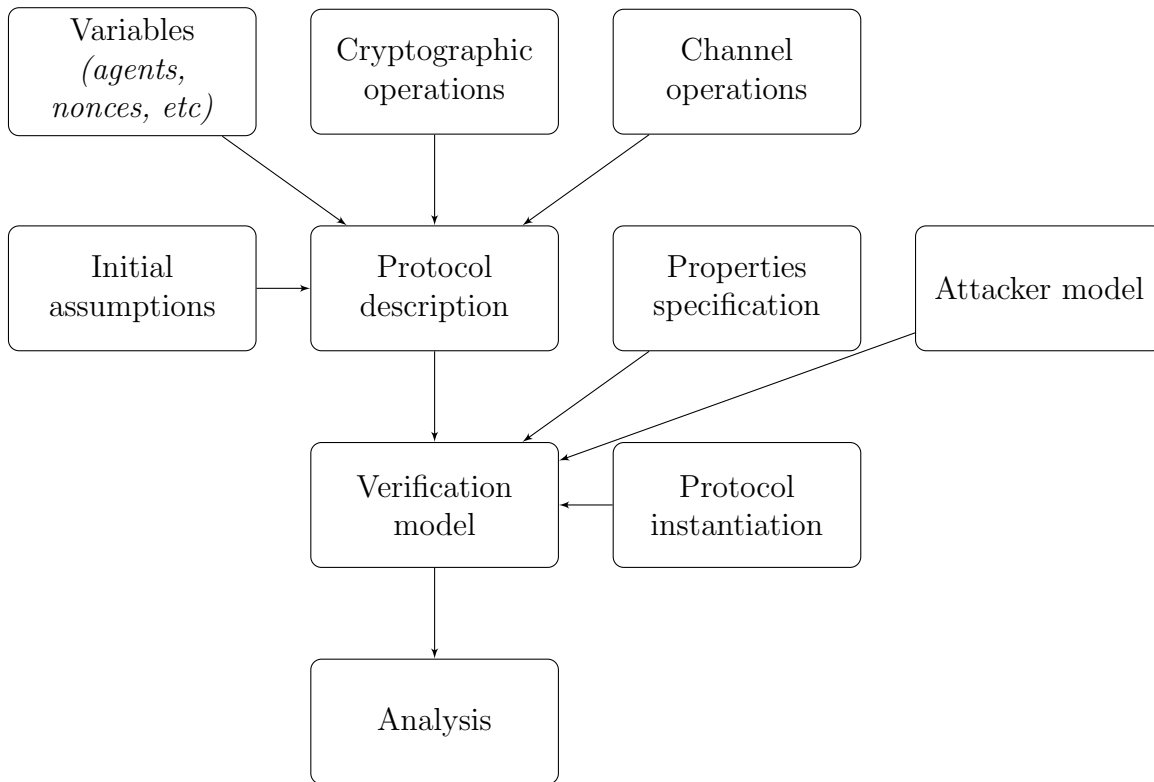 Variables
(agents,
nonces, etc)
Cryptographic
operations
Channel
operations
Initial
assumptions
Protocol
description
Properties
specification
Attacker model
Verification
model
Protocol
instantiation
Analysis